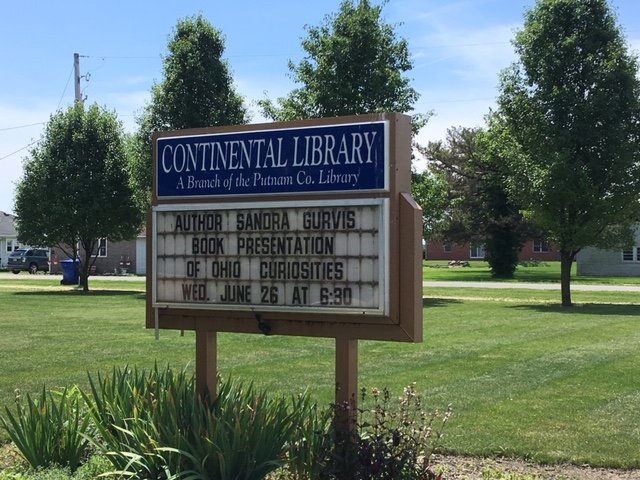 CONTINENTAL LIBRARY
A Branch of the Putnam Co. Library
AUTHOR SANDRA GURVIS
BOOK PRESENTATION
OF OHIO CURIOSITIES
WED. JUNE 26 AT 6:30